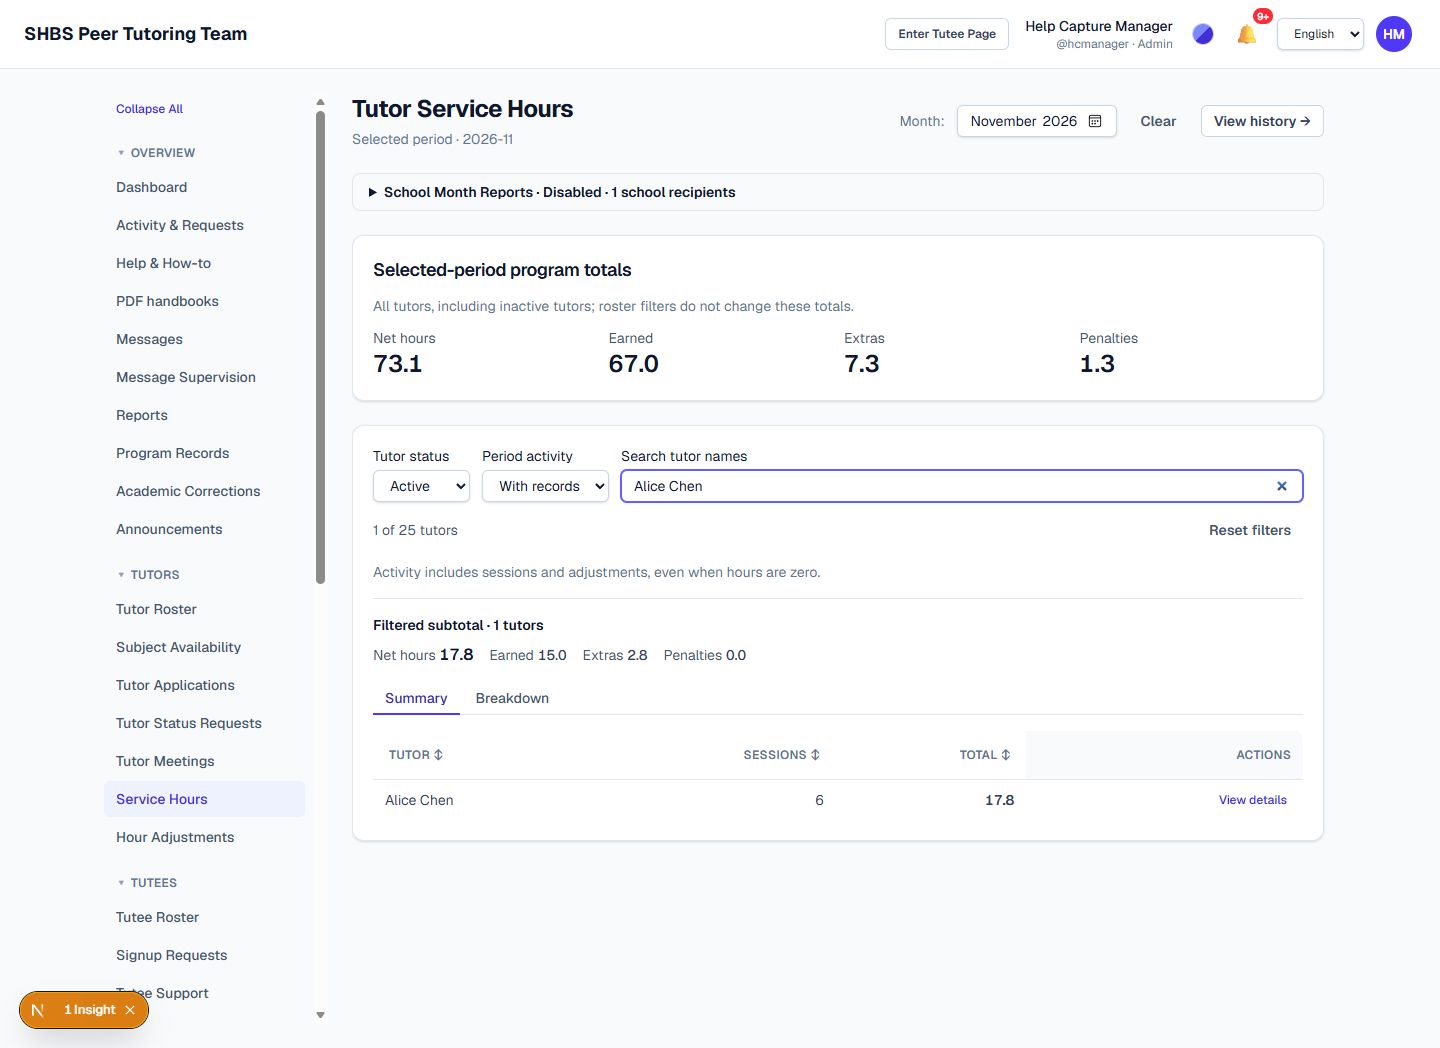 SHBS Peer Tutoring Team
Enter Tutee Page
Help Capture Manager
@hcmanager · Admin
9+
English
HM
Collapse All
OVERVIEW
Dashboard
Activity & Requests
Help & How-to
PDF handbooks
Messages
Message Supervision
Reports
Program Records
Academic Corrections
Announcements
TUTORS
Tutor Roster
Subject Availability
Tutor Applications
Tutor Status Requests
Tutor Meetings
Service Hours
Hour Adjustments
TUTEES
Tutee Roster
Signup Requests
Tutee Support
1 Insight
Tutor Service Hours
Selected period · 2026-11
Month:
November 2026
Clear
View history →
School Month Reports · Disabled · 1 school recipients
Selected-period program totals
All tutors, including inactive tutors; roster filters do not change these totals.
Net hours Earned Extras Penalties
73.1 67.0 7.3 1.3
Tutor status Period activity Search tutor names
Active With records Alice Chen
1 of 25 tutors Reset filters
Activity includes sessions and adjustments, even when hours are zero.
Filtered subtotal · 1 tutors
Net hours 17.8 Earned 15.0 Extras 2.8 Penalties 0.0
Summary Breakdown
TUTOR SESSIONS TOTAL ACTIONS
Alice Chen 6 17.8 View details